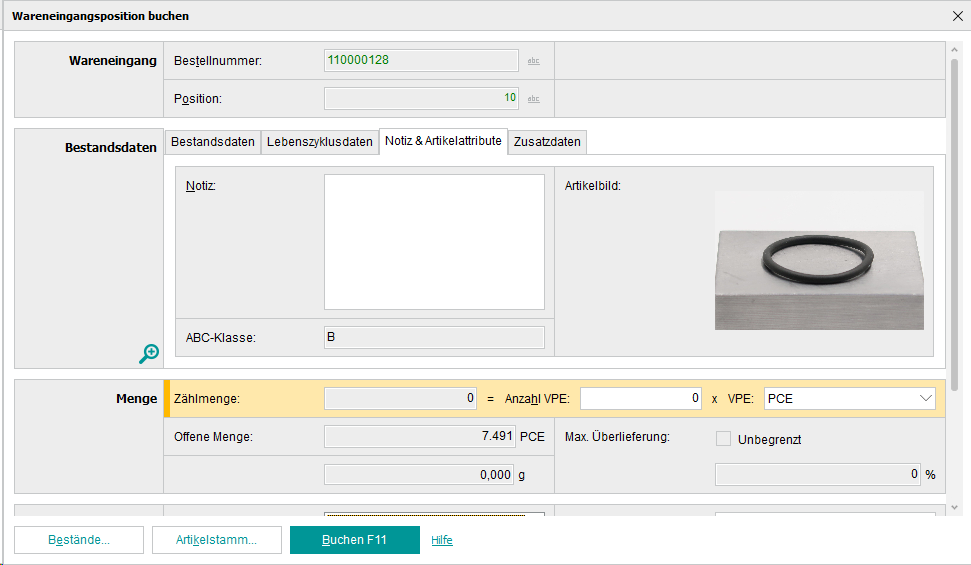 Wareneingangsposition buchen
Wareneingang
Bestellnummer:
110000128
abc
Position:
10
abc
Bestandsdaten
Bestandsdaten
Lebenszyklusdaten
Notiz & Artikelattribute
Zusatzdaten
Notiz:
Artikelbild:
ABC-Klasse:
B
Menge
Zählmenge:
0
=
Anzahl VPE:
0
x
VPE:
PCE
Offene Menge:
7.491
PCE
Max. Überlieferung:
Unbegrenzt
0,000
g
0
%
Bestände...
Artikelstamm...
Buchen F11
Hilfe